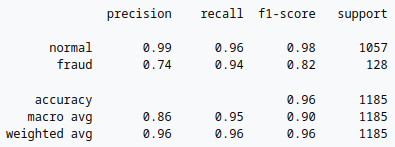 precision recall f1-score support
normal 0.99 0.96 0.98 1057
fraud 0.74 0.94 0.82 128
accuracy 0.96 1185
macro avg 0.86 0.95 0.90 1185
weighted avg 0.96 0.96 0.96 1185